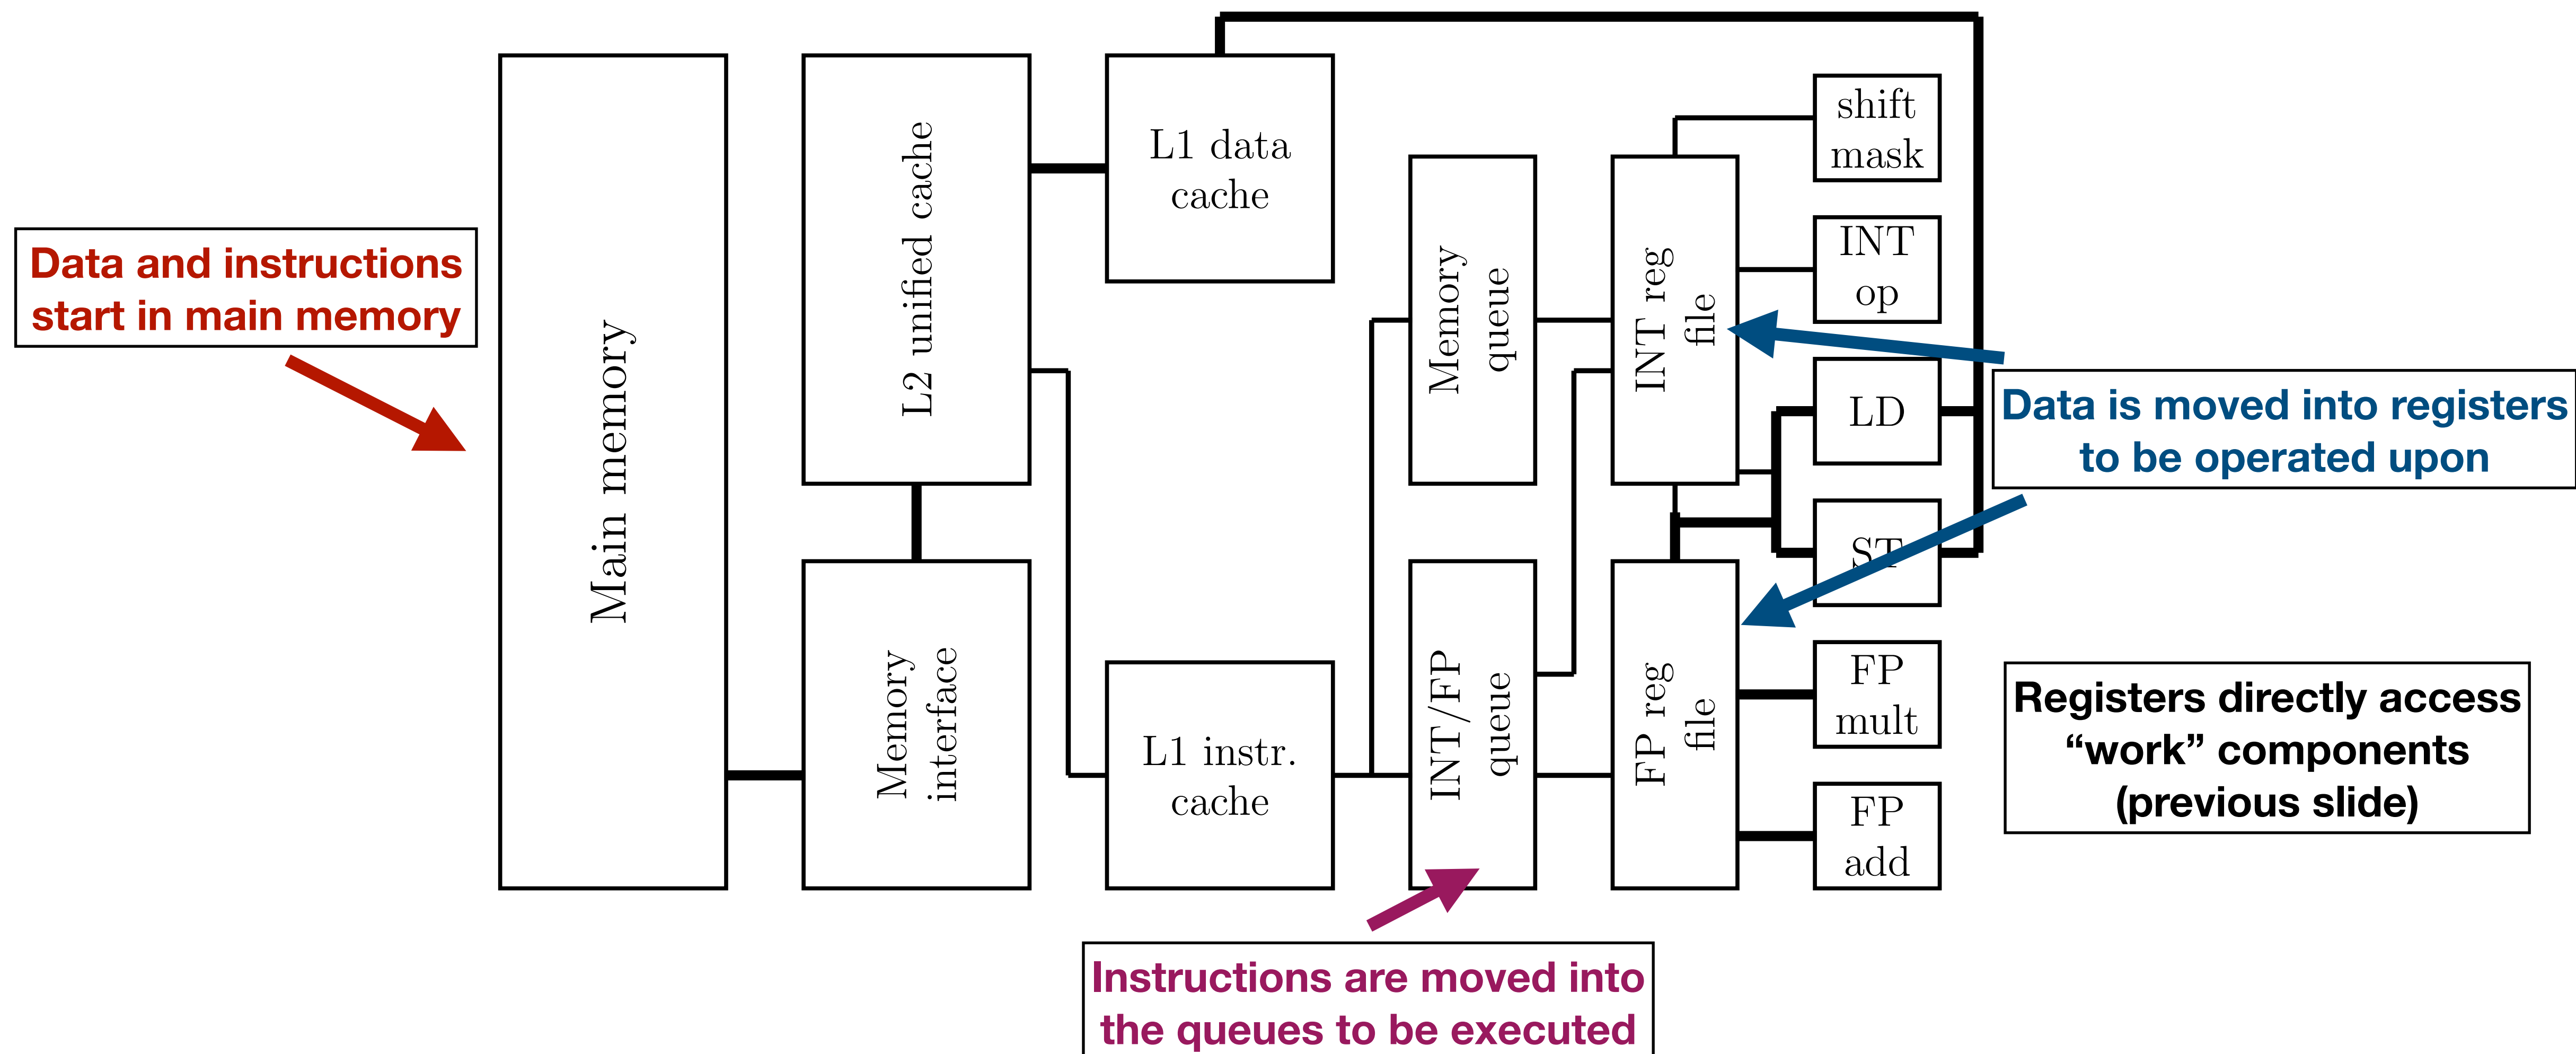 Data and instructions
start in main memory
Main memory
L2 unified cache
Memory
interface
L1 data
cache
L1 instr.
cache
Memory
queue
INT/FP
queue
INT reg
file
FP reg
file
shift
mask
INT
op
LD
ST
FP
mult
FP
add
Data is moved into registers
to be operated upon
Registers directly access
“work” components
(previous slide)
Instructions are moved into
the queues to be executed